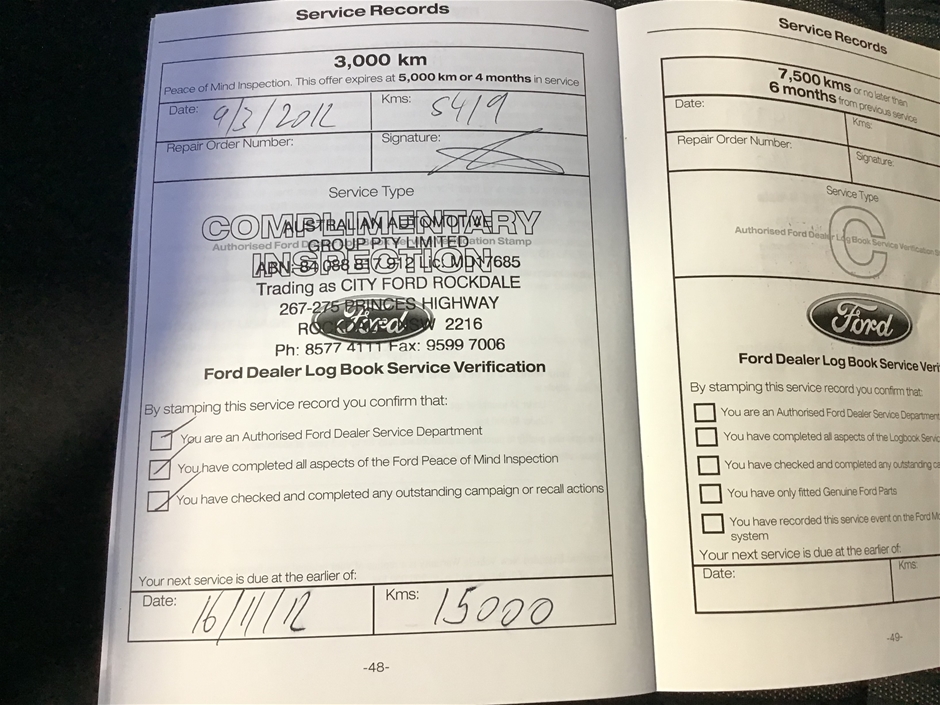 Service Records
3,000 km
Peace of Mind Inspection. This offer expires at 5,000 km or 4 months in service
Date: 9/3/2012 Kms: 5419
Repair Order Number: Signature:
Service Type
COMPLIMENTARY
INSPECTION
Authorised Ford Stamp
AUSTRALIAN AUTOMOTIVE
GROUP PTY LIMITED
ABN: 84 088 817 912 Lic. MD17685
Trading as CITY FORD ROCKDALE
267-275 PRINCES HIGHWAY
ROCKDALE NSW 2216
Ph: 8577 4111 Fax: 9599 7006
Ford
Ford Dealer Log Book Service Verification
By stamping this service record you confirm that:
You are an Authorised Ford Dealer Service Department
You have completed all aspects of the Ford Peace of Mind Inspection
You have checked and completed any outstanding campaign or recall actions
Your next service is due at the earlier of:
Date: 16/11/12 Kms: 15000
-48-
Service Records
7,500 kms or no later than
6 months from previous service
Date: Kms:
Repair Order Number: Signature:
Service Type
C
Authorised Ford Dealer Log Book Service Verification
Ford
Ford Dealer Log Book Service Veri
By stamping this service record you confirm that:
You are an Authorised Ford Dealer Service Department
You have completed all aspects of the Logbook Servic
You have checked and completed any outstanding ca
You have only fitted Genuine Ford Parts
You have recorded this service event on the Ford M
system
Your next service is due at the earlier of:
Date: Kms:
-49-